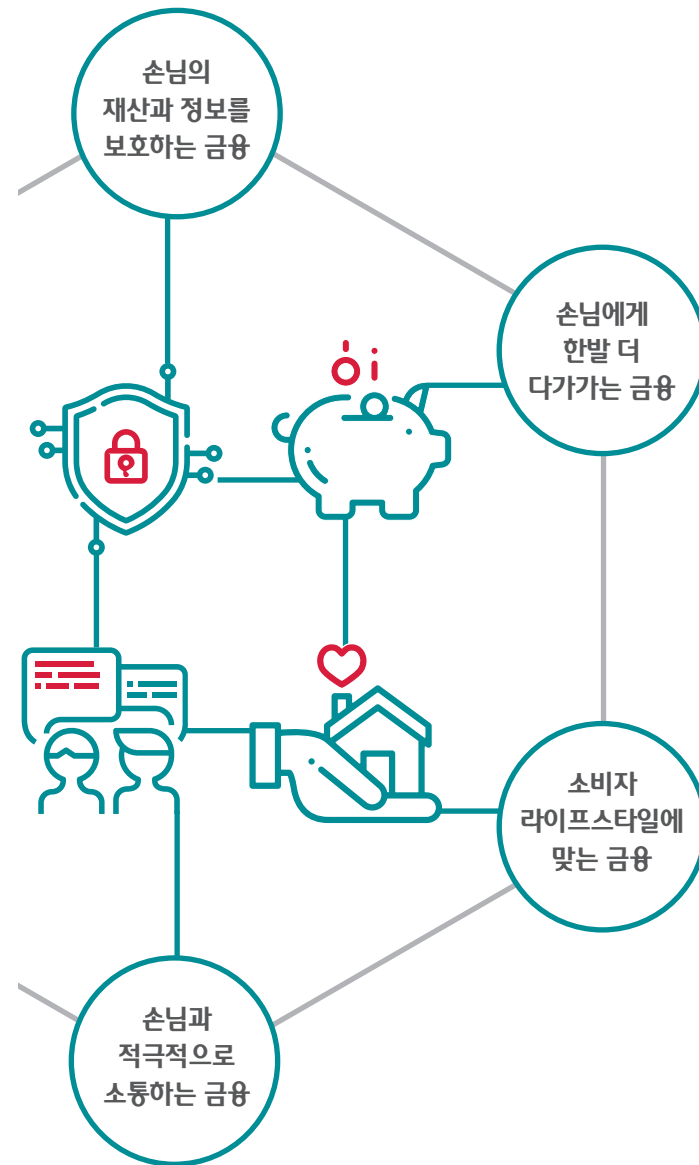 손님의
재산과 정보를
보호하는 금융
손님에게
한발 더
다가가는 금융
소비자
라이프스타일에
맞는 금융
손님과
적극적으로
소통하는 금융